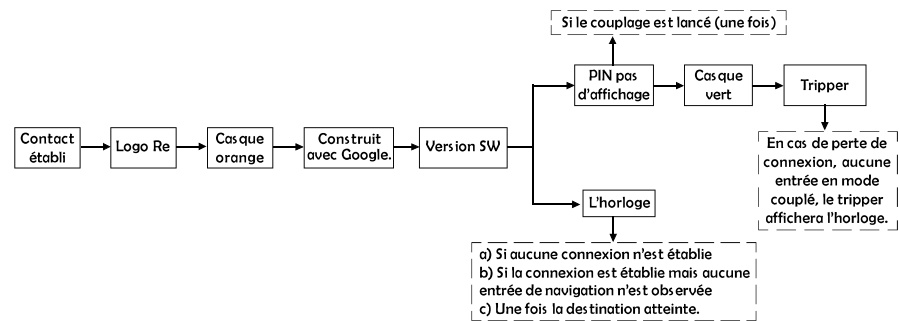 Si le couplage est lancé (une fois)
PIN pas
d'affichage
Casque
vert
Tripper
Contact
établi
Logo Re
Casque
orange
Construit
avec Google.
Version SW
En cas de perte de
connexion, aucune
entrée en mode
couplé, le tripper
affichera l'horloge.
L'horloge
a) Si aucune connexion n'est établie
b) Si la connexion est établie mais aucune
entrée de navigation n'est observée
c) Une fois la destination atteinte.